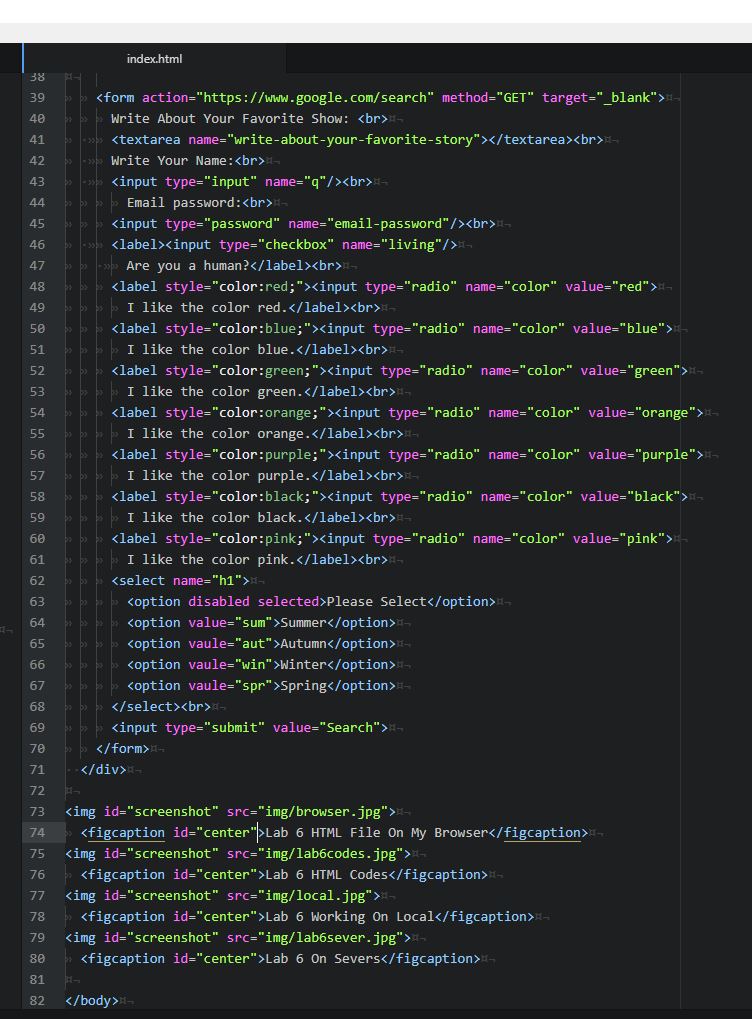 index.html
38
39 <form action="https://www.google.com/search" method="GET" target="_blank">
40 Write About Your Favorite Show: <br>
41 <textarea name="write-about-your-favorite-story"></textarea><br>
42 Write Your Name:<br>
43 <input type="input" name="q"/><br>
44 Email password:<br>
45 <input type="password" name="email-password"/><br>
46 <label><input type="checkbox" name="living"/>
47 Are you a human?</label><br>
48 <label style="color:red;"><input type="radio" name="color" value="red">
49 I like the color red.</label><br>
50 <label style="color:blue;"><input type="radio" name="color" value="blue">
51 I like the color blue.</label><br>
52 <label style="color:green;"><input type="radio" name="color" value="green">
53 I like the color green.</label><br>
54 <label style="color:orange;"><input type="radio" name="color" value="orange">
55 I like the color orange.</label><br>
56 <label style="color:purple;"><input type="radio" name="color" value="purple">
57 I like the color purple.</label><br>
58 <label style="color:black;"><input type="radio" name="color" value="black">
59 I like the color black.</label><br>
60 <label style="color:pink;"><input type="radio" name="color" value="pink">
61 I like the color pink.</label><br>
62 <select name="h1">
63 <option disabled selected>Please Select</option>
64 <option value="sum">Summer</option>
65 <option vaule="aut">Autumn</option>
66 <option vaule="win">Winter</option>
67 <option vaule="spr">Spring</option>
68 </select><br>
69 <input type="submit" value="Search">
70 </form>
71 </div>
72
73 <img id="screenshot" src="img/browser.jpg">
74 <figcaption id="center">Lab 6 HTML File On My Browser</figcaption>
75 <img id="screenshot" src="img/lab6codes.jpg">
76 <figcaption id="center">Lab 6 HTML Codes</figcaption>
77 <img id="screenshot" src="img/local.jpg">
78 <figcaption id="center">Lab 6 Working On Local</figcaption>
79 <img id="screenshot" src="img/lab6sever.jpg">
80 <figcaption id="center">Lab 6 On Severs</figcaption>
81
82 </body>